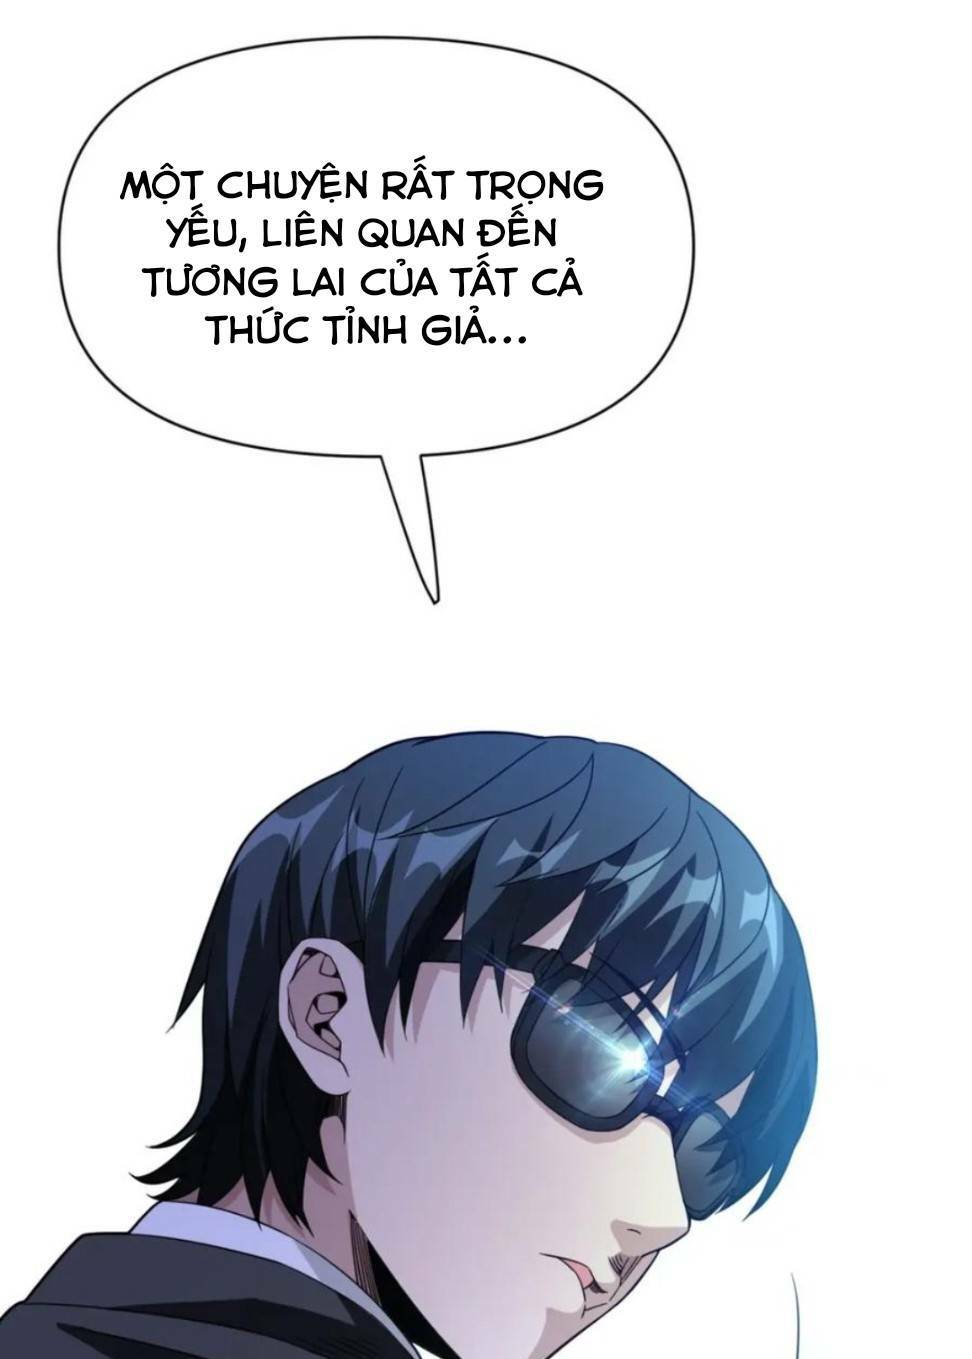 MỘT CHUYỆN RẤT TRỌNG
YẾU, LIÊN QUAN ĐẾN
TƯƠNG LAI CỦA TẤT CẢ
THỨC TỈNH GIẢ...